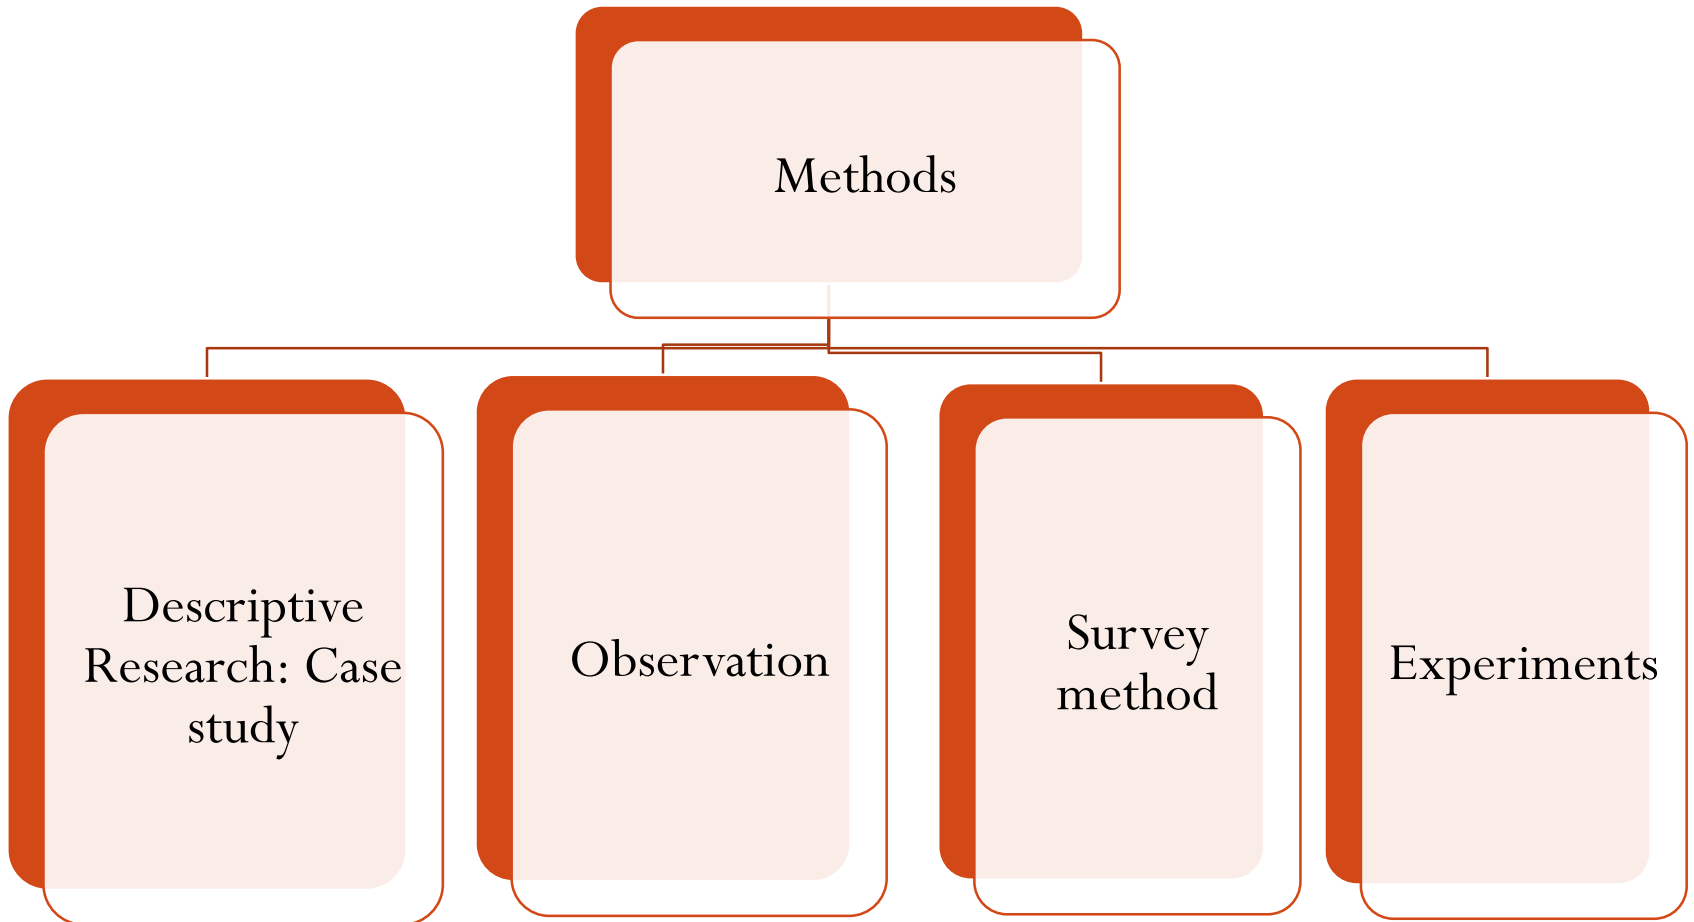 Methods
Descriptive
Research: Case
study
Observation
Survey
method
Experiments